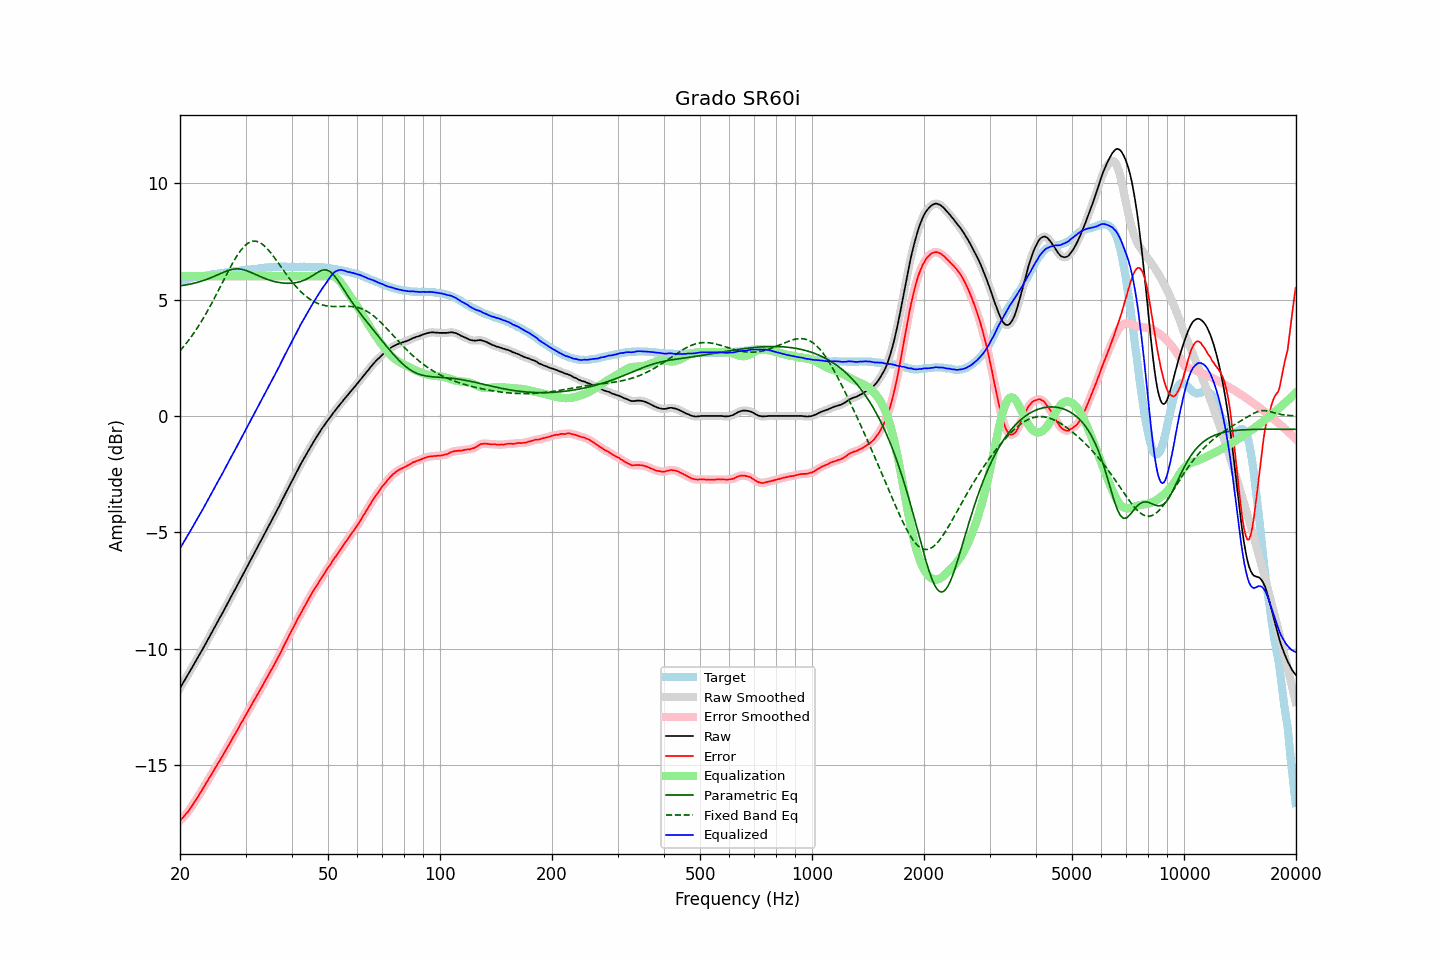 Grado SR60i
Amplitude (dBr)
10
5
0
−5
−10
−15
Target
Raw Smoothed
Error Smoothed
Raw
Error
Equalization
Parametric Eq
Fixed Band Eq
Equalized
20 50 100 200 500 1000 2000 5000 10000 20000
Frequency (Hz)